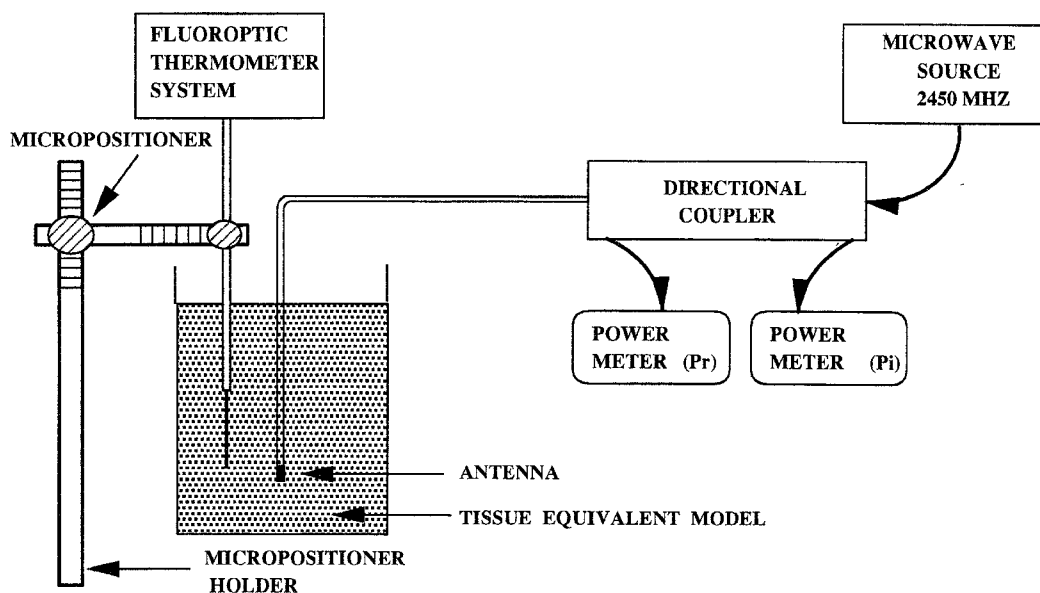 FLUOROPTIC
THERMOMETER
SYSTEM
MICROWAVE
SOURCE
2450 MHZ
MICROPOSITIONER
DIRECTIONAL
COUPLER
POWER
METER (Pr)
POWER
METER (Pi)
ANTENNA
TISSUE EQUIVALENT MODEL
MICROPOSITIONER
HOLDER